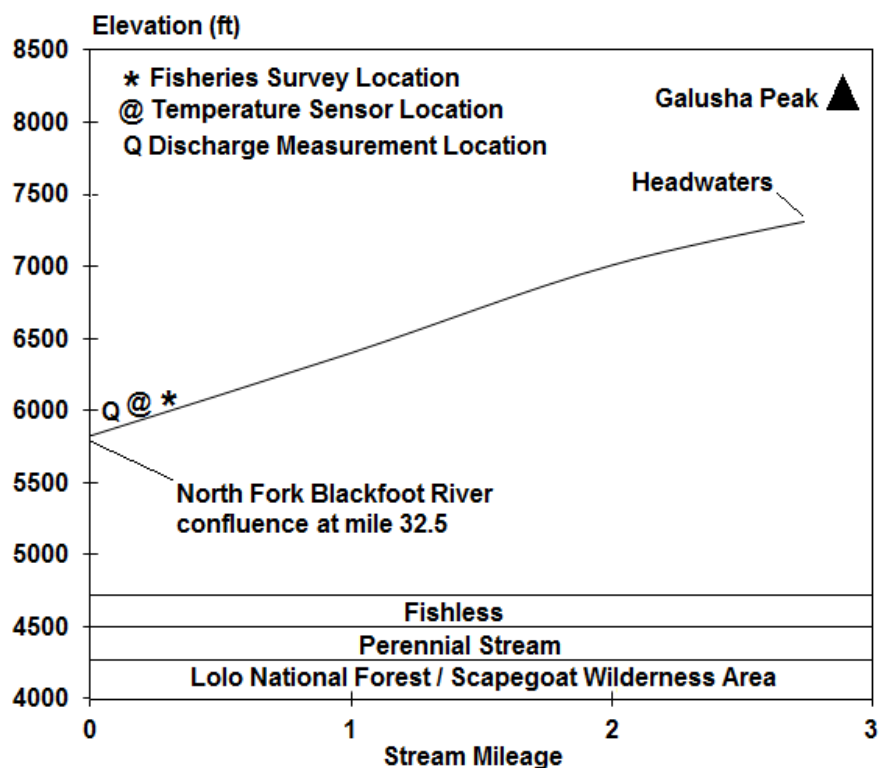 Elevation (ft)
8500
* Fisheries Survey Location
@ Temperature Sensor Location
Q Discharge Measurement Location
Galusha Peak
8000
Headwaters
7500
7000
6500
6000
Q @ *
North Fork Blackfoot River
confluence at mile 32.5
5500
5000
Fishless
4500
Perennial Stream
Lolo National Forest / Scapegoat Wilderness Area
4000
0 1 2 3
Stream Mileage